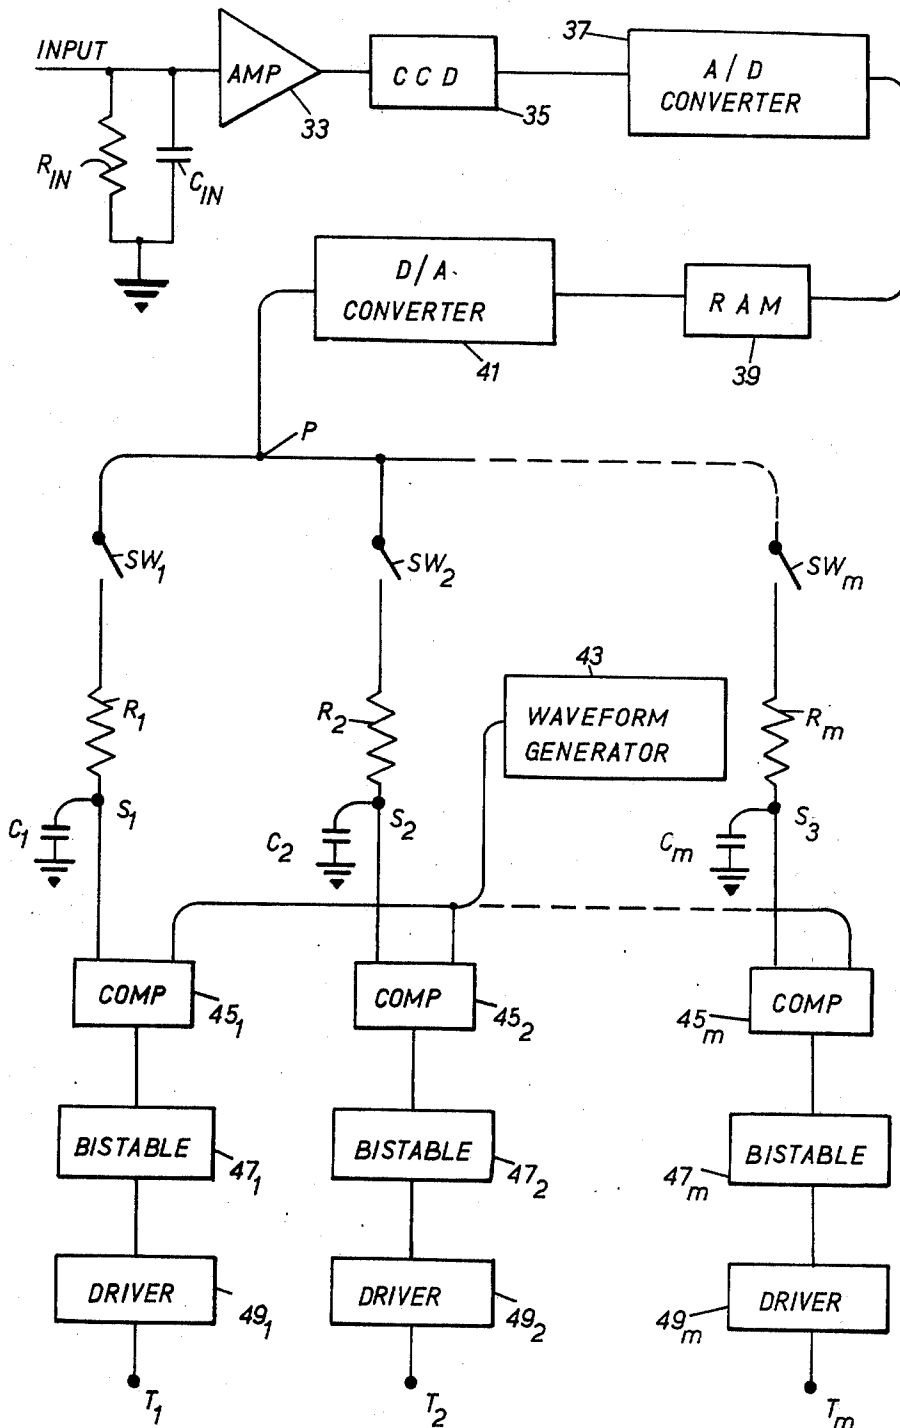 INPUT
AMP
33
CCD
35
37
A/D
CONVERTER
R_IN
C_IN
D/A
CONVERTER
41
RAM
39
P
SW_1
SW_2
SW_m
43
WAVEFORM
GENERATOR
R_1
R_2
R_m
C_1
S_1
C_2
S_2
C_m
S_3
COMP
45_1
COMP
45_2
45_m
COMP
BISTABLE
47_1
BISTABLE
47_2
47_m
BISTABLE
DRIVER
49_1
DRIVER
49_2
49_m
DRIVER
T_1
T_2
T_m